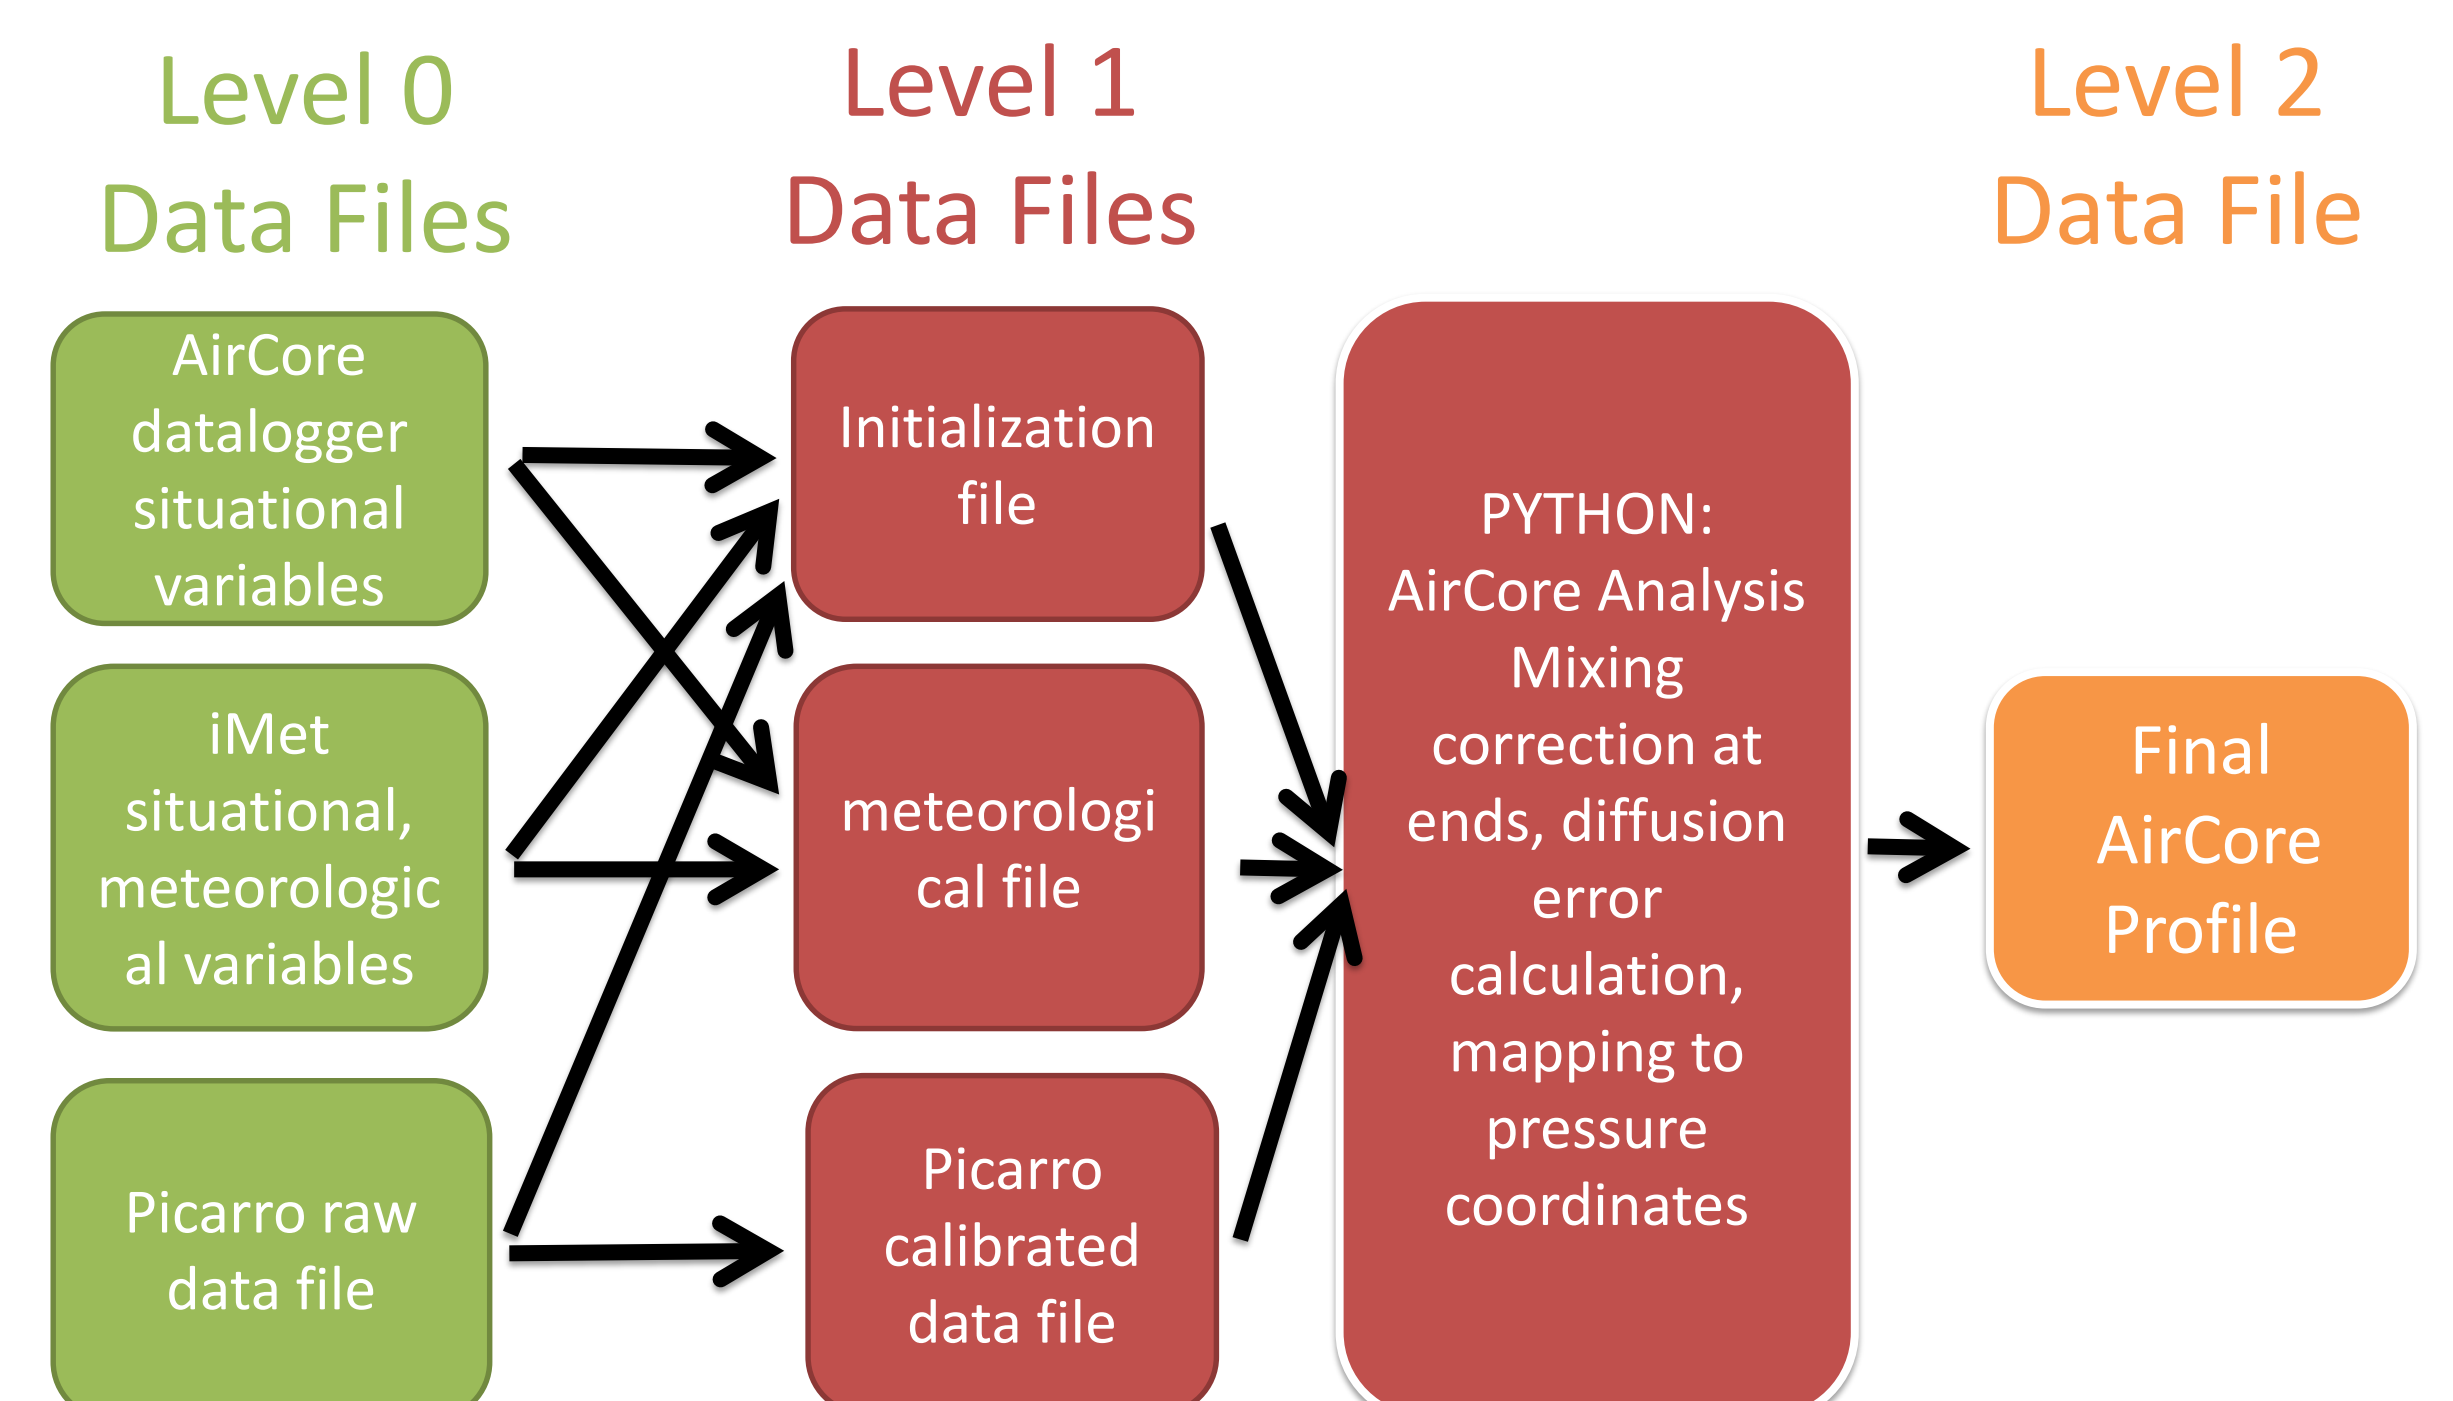 Level 0
Data Files
Level 1
Data Files
Level 2
Data File
AirCore
datalogger
situational
variables
iMet
situational,
meteorologic
al variables
Picarro raw
data file
Initialization
file
meteorologi
cal file
Picarro
calibrated
data file
PYTHON:
AirCore Analysis
Mixing
correction at
ends, diffusion
error
calculation,
mapping to
pressure
coordinates
Final
AirCore
Profile